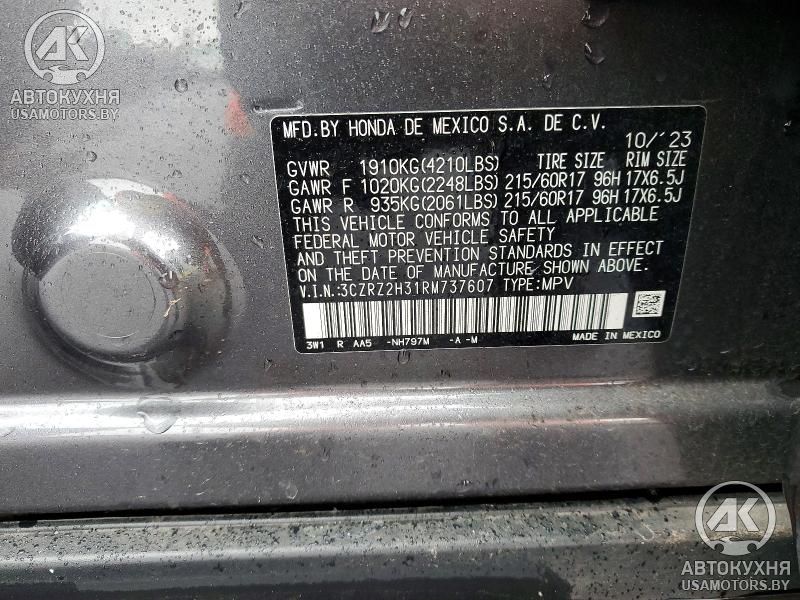 AK
АВТОКУХНЯ
USAMOTORS.BY
MFD.BY HONDA DE MEXICO S.A. DE C.V.
10/'23
GVWR 1910KG(4210LBS) TIRE SIZE RIM SIZE
GAWR F 1020KG(2248LBS) 215/60R17 96H 17X6.5J
GAWR R 935KG(2061LBS) 215/60R17 96H 17X6.5J
THIS VEHICLE CONFORMS TO ALL APPLICABLE
FEDERAL MOTOR VEHICLE SAFETY
AND THEFT PREVENTION STANDARDS IN EFFECT
ON THE DATE OF MANUFACTURE SHOWN ABOVE.
V.I.N.:3CZRZ2H31RM737607 TYPE:MPV
3W1 R AA5 -NH797M -A -M MADE IN MEXICO
AK
АВТОКУХНЯ
USAMOTORS.BY